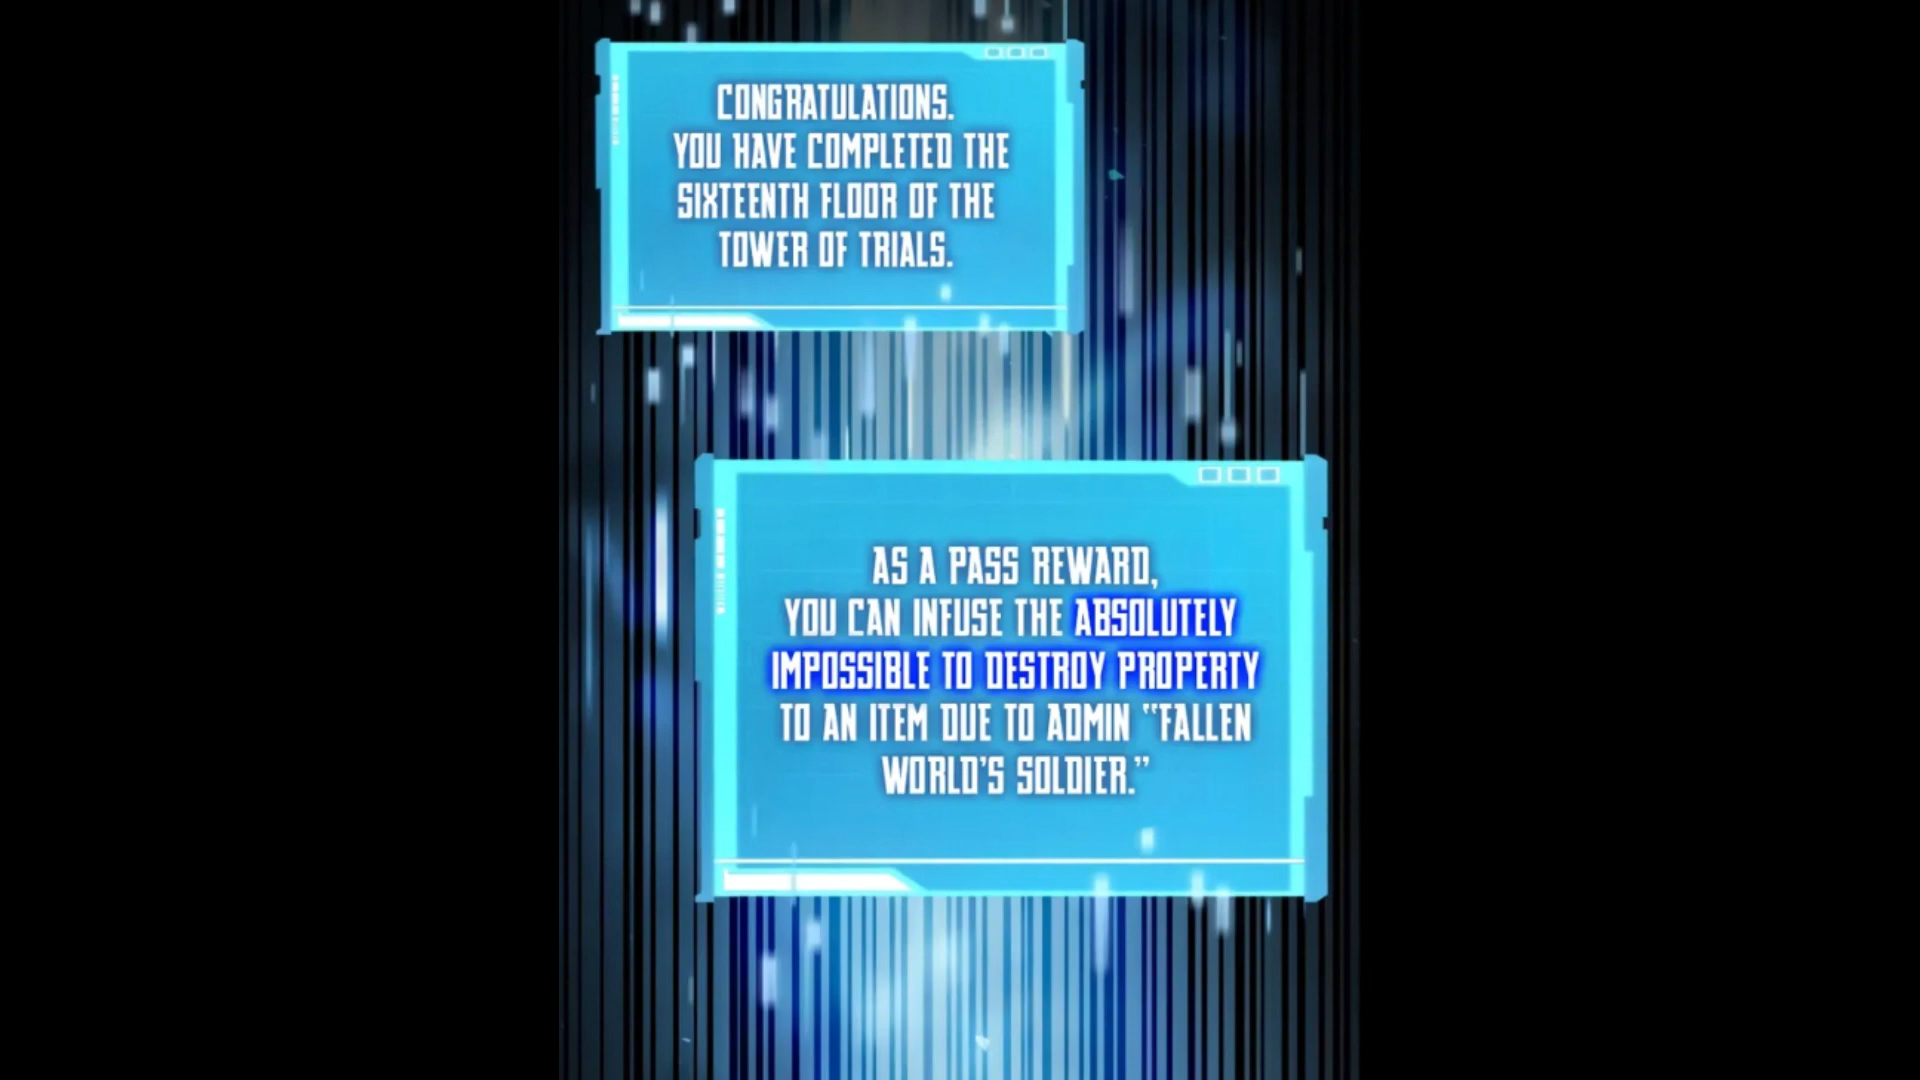 CONGRATULATIONS.
YOU HAVE COMPLETED THE
SIXTEENTH FLOOR OF THE
TOWER OF TRIALS.
AS A PASS REWARD,
YOU CAN INFUSE THE ABSOLUTELY
IMPOSSIBLE TO DESTROY PROPERTY
TO AN ITEM DUE TO ADMIN “FALLEN
WORLD’S SOLDIER.”